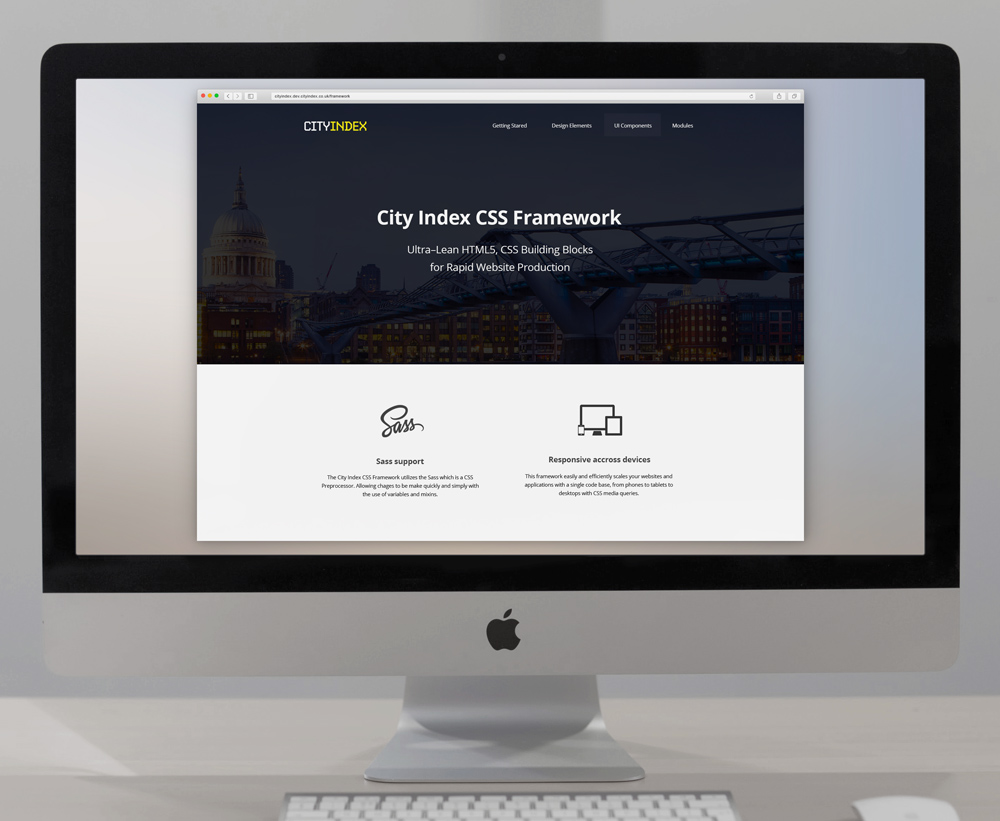 cityindex.dev.cityindex.co.uk/framework
CITYINDEX
Getting Stared
Design Elements
UI Components
Modules
City Index CSS Framework
Ultra–Lean HTML5, CSS Building Blocks
for Rapid Website Production
Sass
Sass support
The City Index CSS Framework utilizes the Sass which is a CSS
Preprocessor. Allowing chages to be make quickly and simply with
the use of variables and mixins.
Responsive accross devices
This framework easily and efficiently scales your websites and
applications with a single code base, from phones to tablets to
desktops with CSS media queries.